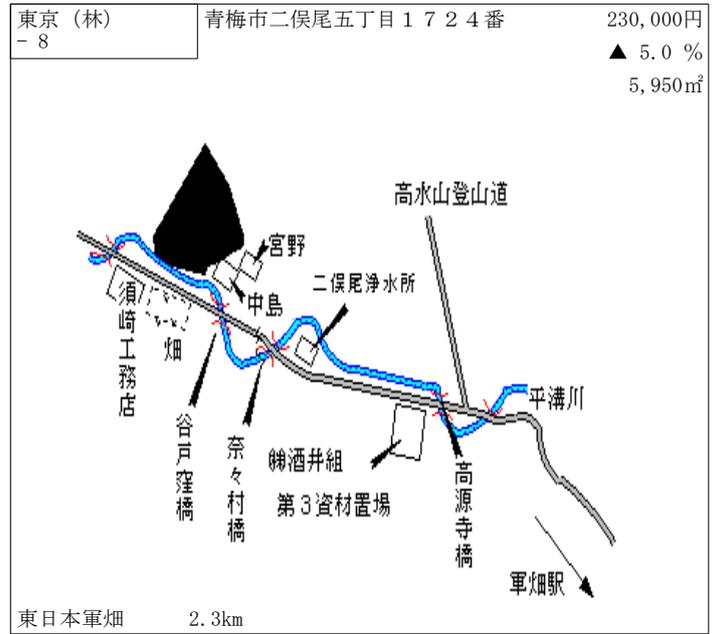 東京（林）
－８
青梅市二俣尾五丁目１７２４番
230,000円
▲ 5.0 %
5,950㎡
高水山登山道
宮野
二俣尾浄水所
中島
須崎工務店
畑
平溝川
谷戸窪橋
奈々村橋
㈱酒井組
第３資材置場
高源寺橋
軍畑駅
東日本軍畑 2.3km